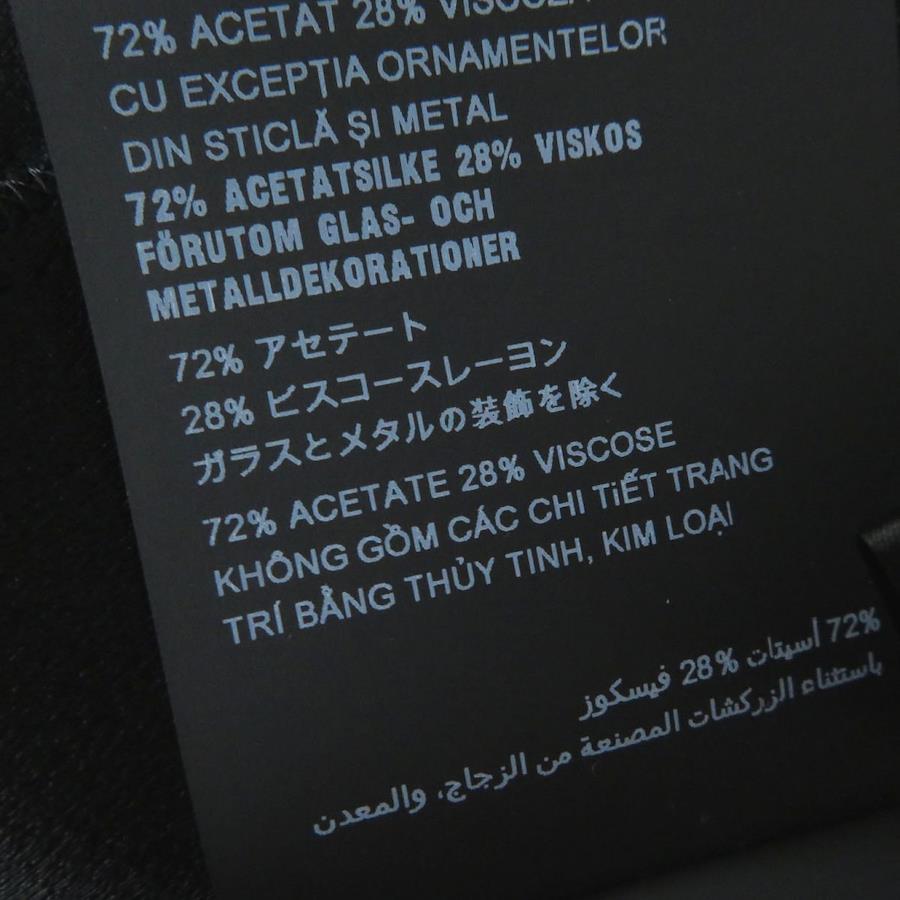 72% ACETAT 28%
CU EXCEPȚIA ORNAMENTELOR
DIN STICLĂ ȘI METAL
72% ACETATSILKE 28% VISKOS
FÖRUTOM GLAS- OCH
METALLDEKORATIONER
72% アセテート
28% ビスコースレーヨン
ガラスとメタルの装飾を除く
72% ACETATE 28% VISCOSE
KHÔNG GỒM CÁC CHI TiẾT TRANG
TRÍ BẰNG THỦY TINH, KIM LOẠI
72% أسيتات 28% فيسكوز
باستثناء الزركشات المصنعة من الزجاج، والمعدن